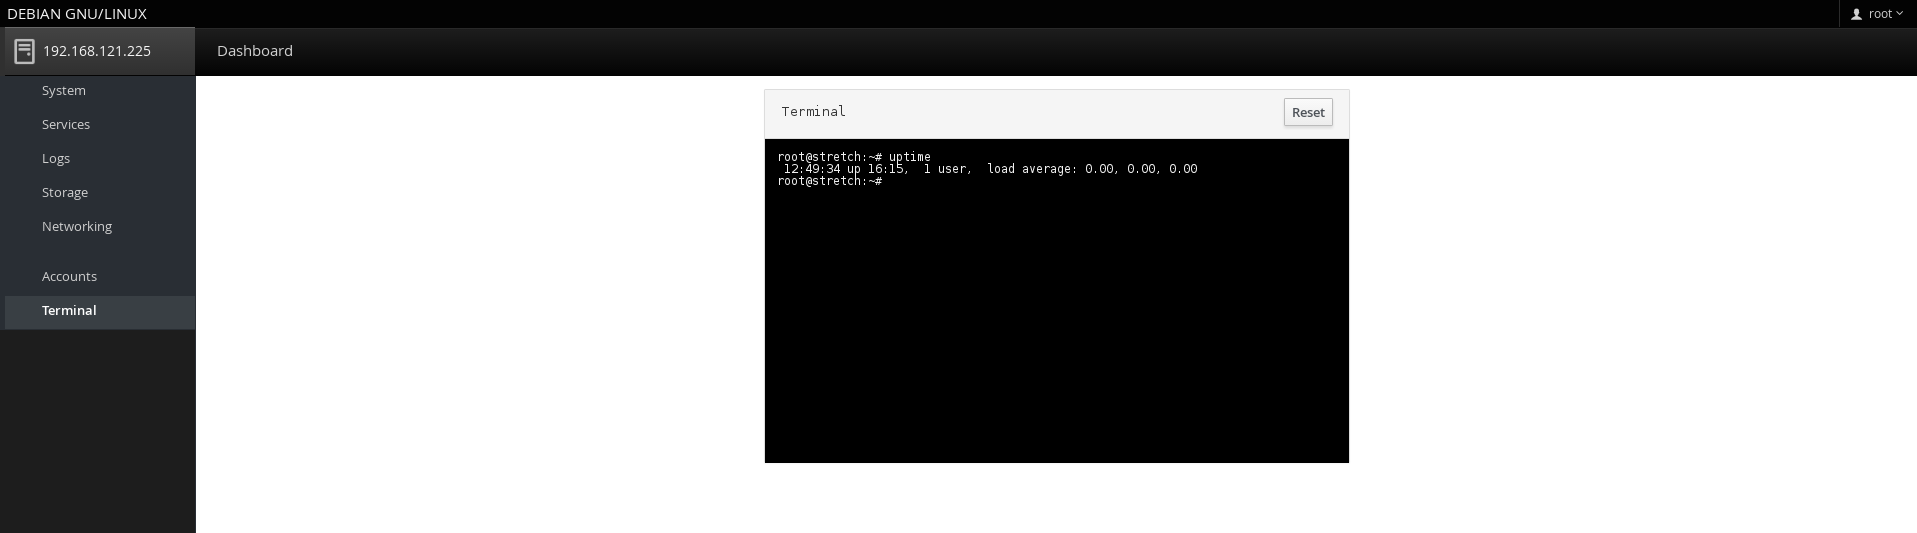 DEBIAN GNU/LINUX
root
192.168.121.225
Dashboard
System
Services
Logs
Storage
Networking
Accounts
Terminal
Terminal
Reset
root@stretch:~# uptime
 12:49:34 up 16:15,  1 user,  load average: 0.00, 0.00, 0.00
root@stretch:~#